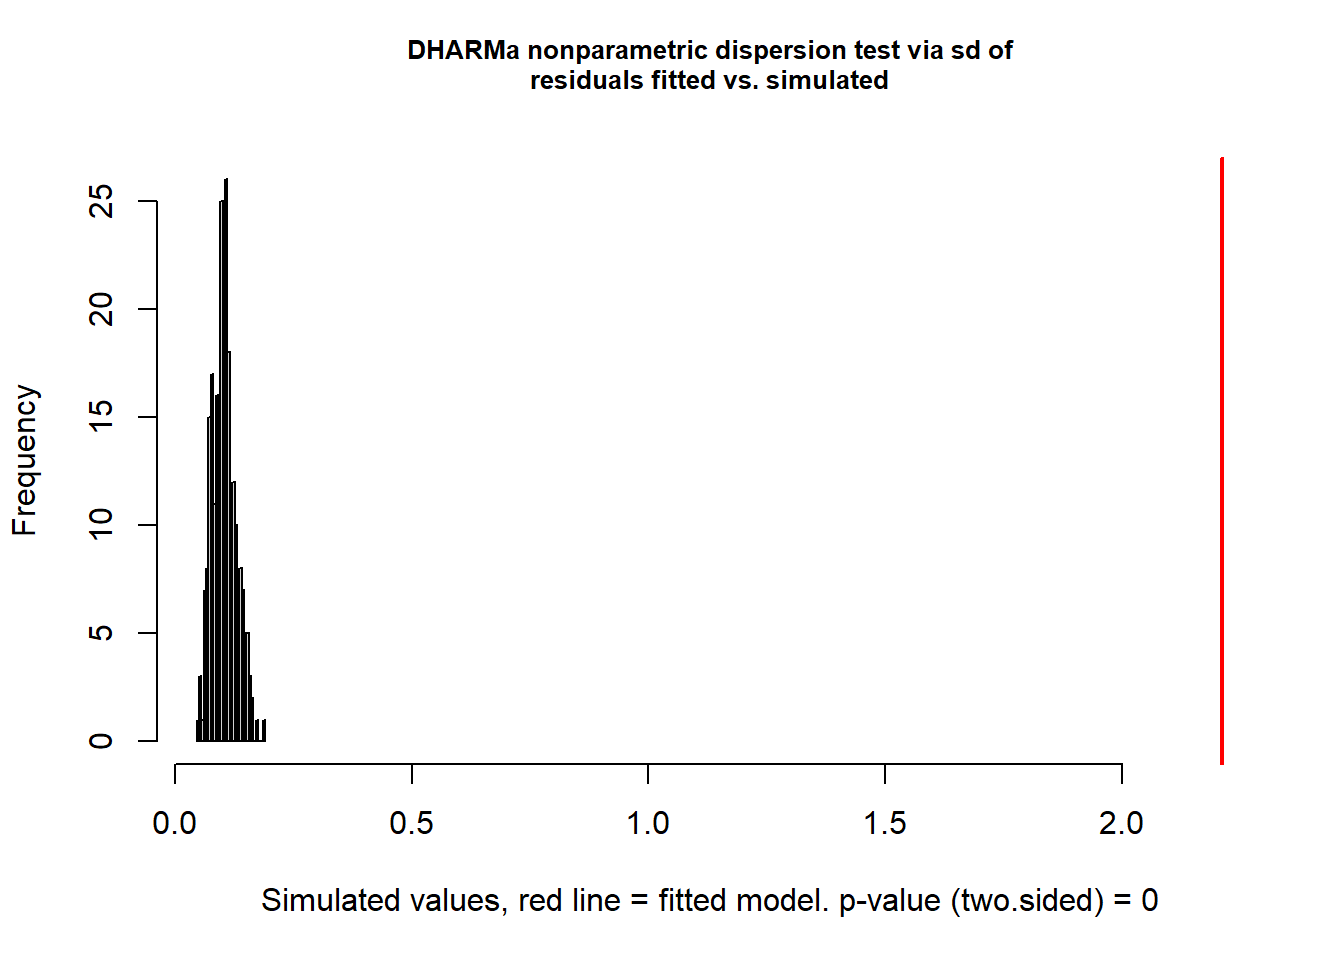 DHARMa nonparametric dispersion test via sd of
residuals fitted vs. simulated
25
20
15
10
5
0
Frequency
0.0 0.5 1.0 1.5 2.0
Simulated values, red line = fitted model. p-value (two.sided) = 0